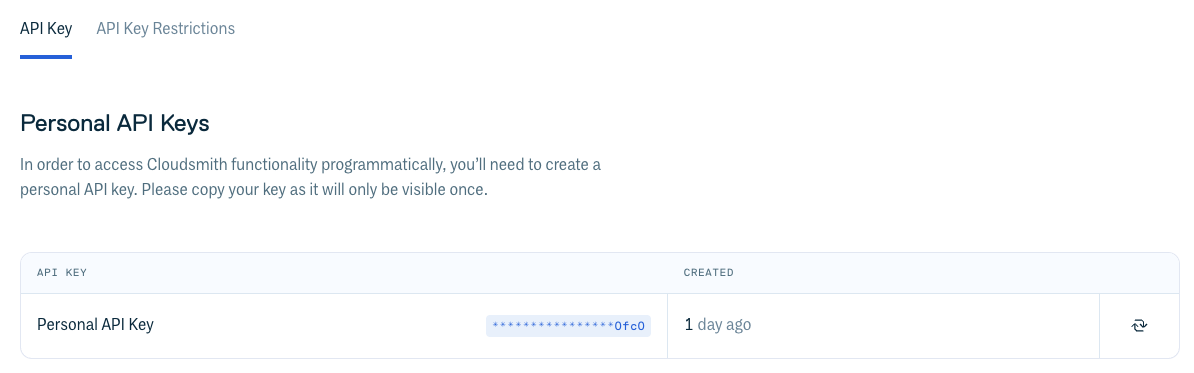 API Key API Key Restrictions
Personal API Keys
In order to access Cloudsmith functionality programmatically, you'll need to create a
personal API key. Please copy your key as it will only be visible once.
API KEY CREATED
Personal API Key ****************0fc0 1 day ago